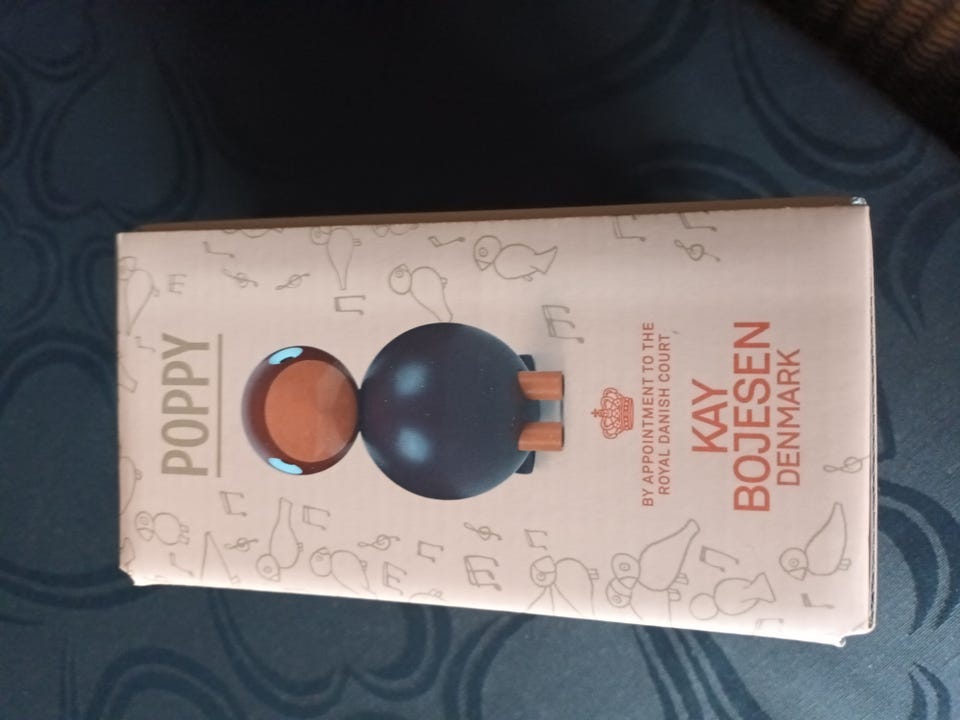 POPPY
BY APPOINTMENT TO THE
ROYAL DANISH COURT
KAY
BOJESEN
DENMARK